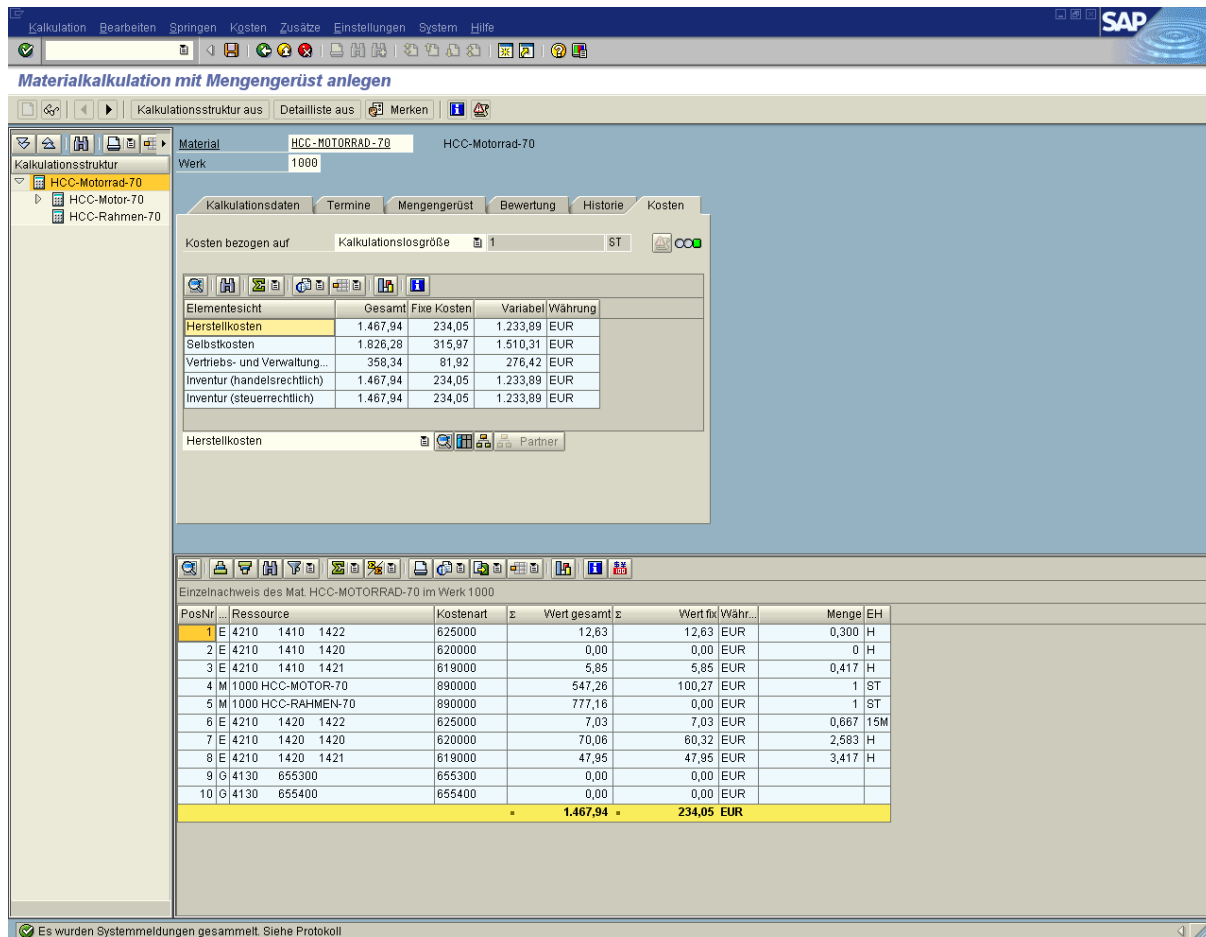 Kalkulation Bearbeiten Springen Kosten Zusätze Einstellungen System Hilfe
SAP
Materialkalkulation mit Mengengerüst anlegen
Kalkulationsstruktur aus Detailliste aus Merken
Kalkulationsstruktur
HCC-Motorrad-70
HCC-Motor-70
HCC-Rahmen-70
Material HCC-MOTORRAD-70 HCC-Motorrad-70
Werk 1000
Kalkulationsdaten Termine Mengengerüst Bewertung Historie Kosten
Kosten bezogen auf Kalkulationslosgröße 1 ST
Elementesicht Gesamt Fixe Kosten Variabel Währung
Herstellkosten 1.467,94 234,05 1.233,89 EUR
Selbstkosten 1.826,28 315,97 1.510,31 EUR
Vertriebs- und Verwaltung... 358,34 81,92 276,42 EUR
Inventur (handelsrechtlich) 1.467,94 234,05 1.233,89 EUR
Inventur (steuerrechtlich) 1.467,94 234,05 1.233,89 EUR
Herstellkosten Partner
Einzelnachweis des Mat. HCC-MOTORRAD-70 im Werk 1000
PosNr ... Ressource Kostenart Σ Wert gesamt Σ Wert fix Währ... Menge EH
1 E 4210 1410 1422 625000 12,63 12,63 EUR 0,300 H
2 E 4210 1410 1420 620000 0,00 0,00 EUR 0 H
3 E 4210 1410 1421 619000 5,85 5,85 EUR 0,417 H
4 M 1000 HCC-MOTOR-70 890000 547,26 100,27 EUR 1 ST
5 M 1000 HCC-RAHMEN-70 890000 777,16 0,00 EUR 1 ST
6 E 4210 1420 1422 625000 7,03 7,03 EUR 0,667 15M
7 E 4210 1420 1420 620000 70,06 60,32 EUR 2,583 H
8 E 4210 1420 1421 619000 47,95 47,95 EUR 3,417 H
9 G 4130 655300 655300 0,00 0,00 EUR
10 G 4130 655400 655400 0,00 0,00 EUR
1.467,94 234,05 EUR
Es wurden Systemmeldungen gesammelt. Siehe Protokoll